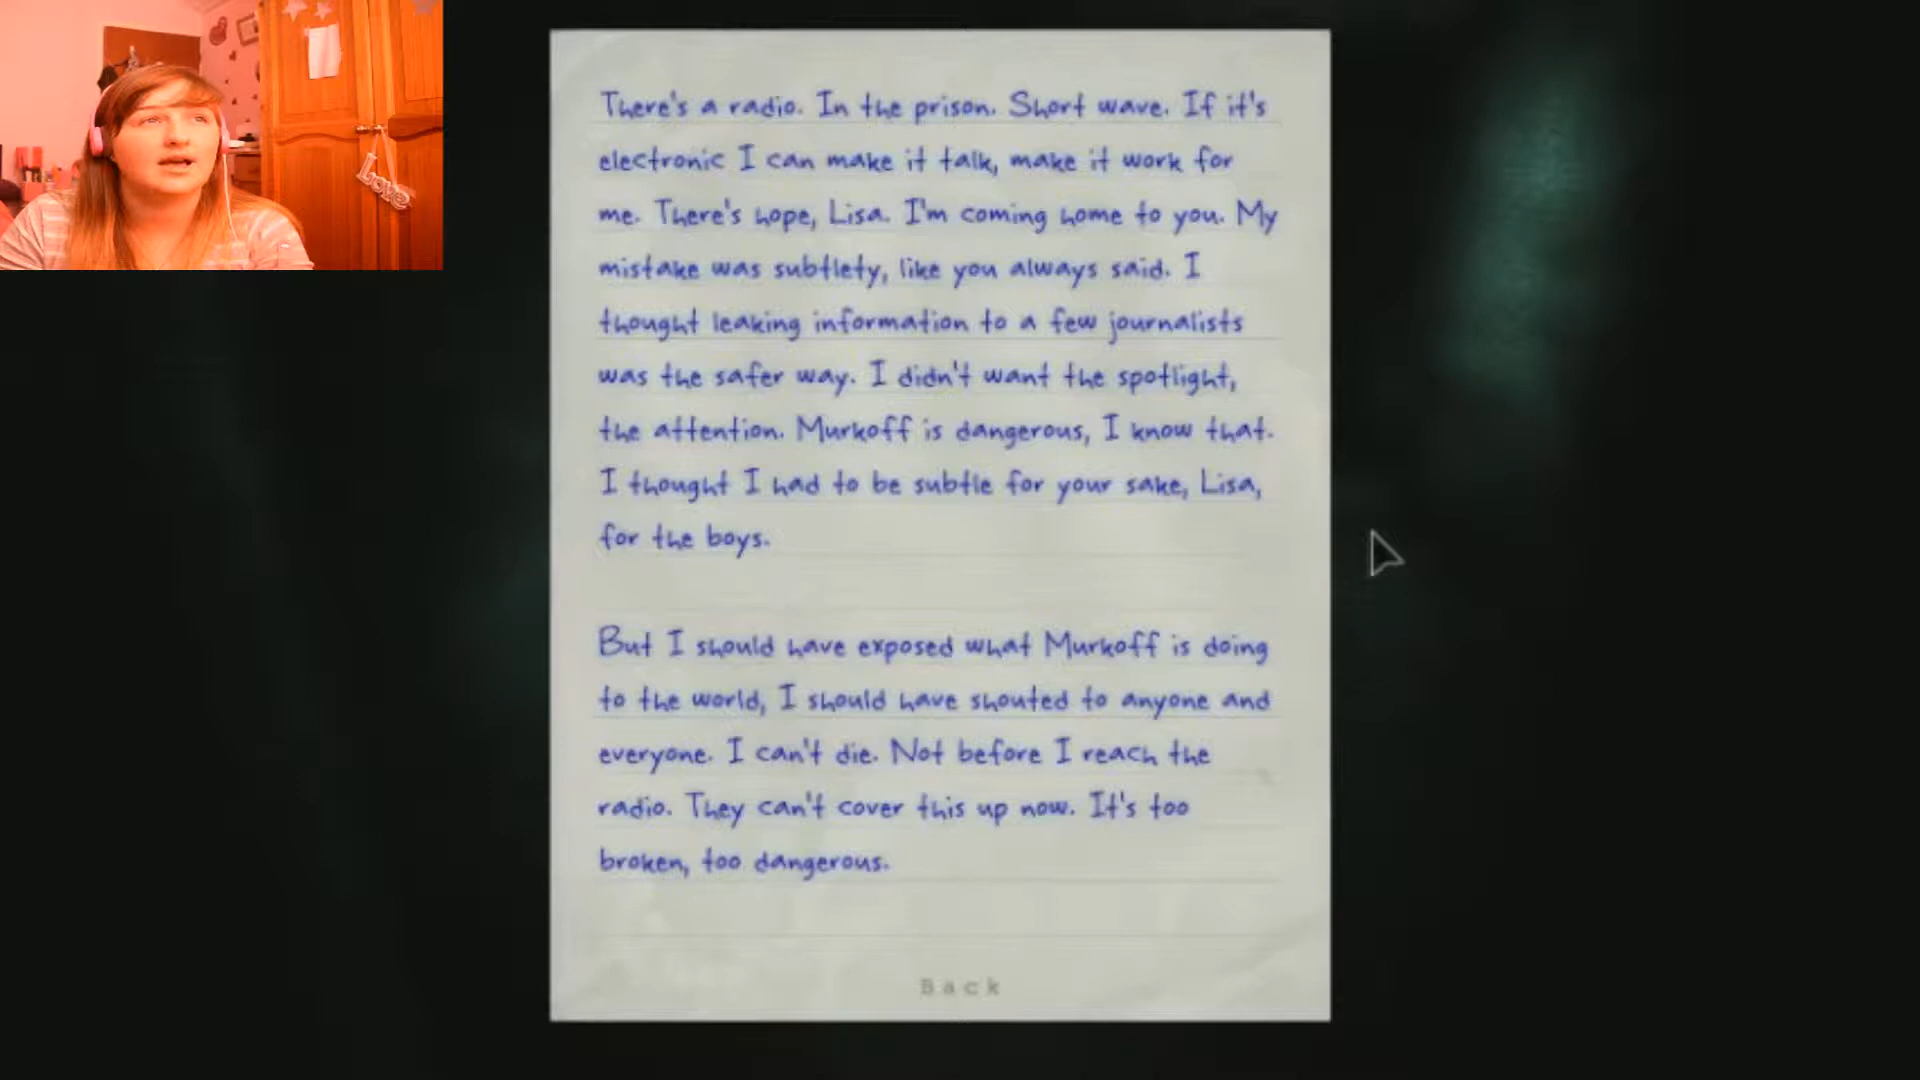 Love
There's a radio. In the prison. Short wave. If it's
electronic I can make it talk, make it work for
me. There's hope, Lisa. I'm coming home to you. My
mistake was subtlety, like you always said. I
thought leaking information to a few journalists
was the safer way. I didn't want the spotlight,
the attention. Murkoff is dangerous, I know that.
I thought I had to be subtle for your sake, Lisa,
for the boys.
But I should have exposed what Murkoff is doing
to the world, I should have shouted to anyone and
everyone. I can't die. Not before I reach the
radio. They can't cover this up now. It's too
broken, too dangerous.
Back